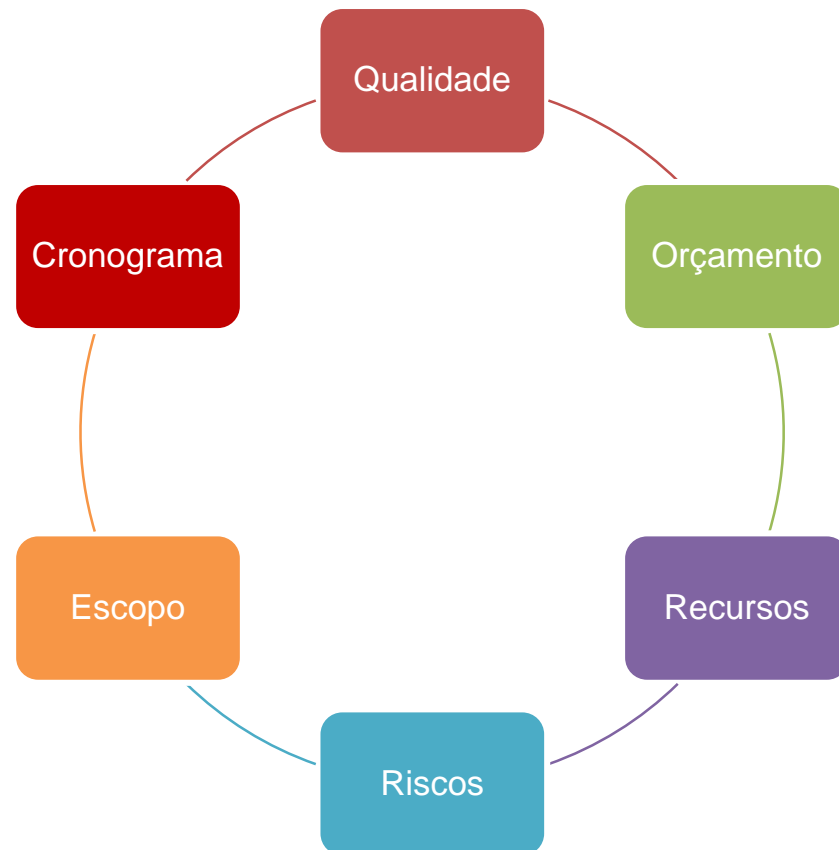 Qualidade
Orçamento
Recursos
Riscos
Escopo
Cronograma